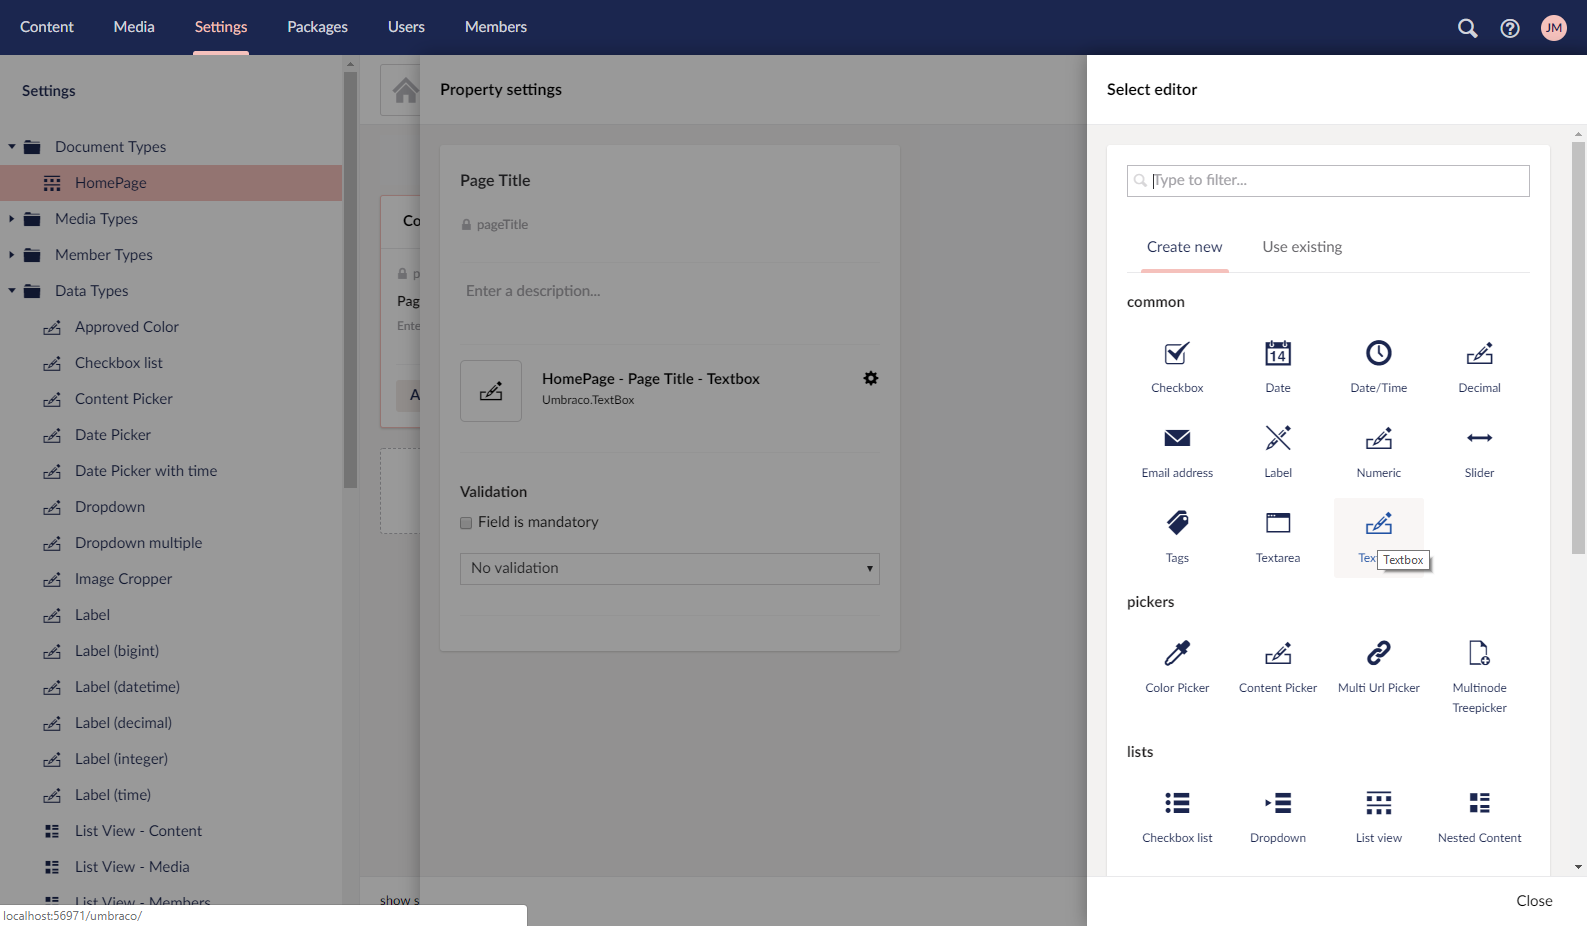 Content Media Settings Packages Users Members JM
Settings
Document Types
HomePage
Media Types
Member Types
Data Types
Approved Color
Checkbox list
Content Picker
Date Picker
Date Picker with time
Dropdown
Dropdown multiple
Image Cropper
Label
Label (bigint)
Label (datetime)
Label (decimal)
Label (integer)
Label (time)
List View - Content
List View - Media
List View - Members
localhost:56971/umbraco/
Co
p
Pag
Ente
A
show s
Property settings
Page Title
pageTitle
Enter a description...
HomePage - Page Title - Textbox
Umbraco.TextBox
Validation
Field is mandatory
No validation
Select editor
Type to filter...
Create new Use existing
common
14
Checkbox Date Date/Time Decimal
Email address Label Numeric Slider
Tags Textarea Tex
Textbox
pickers
Color Picker Content Picker Multi Url Picker Multinode
Treepicker
lists
Checkbox list Dropdown List view Nested Content
Close